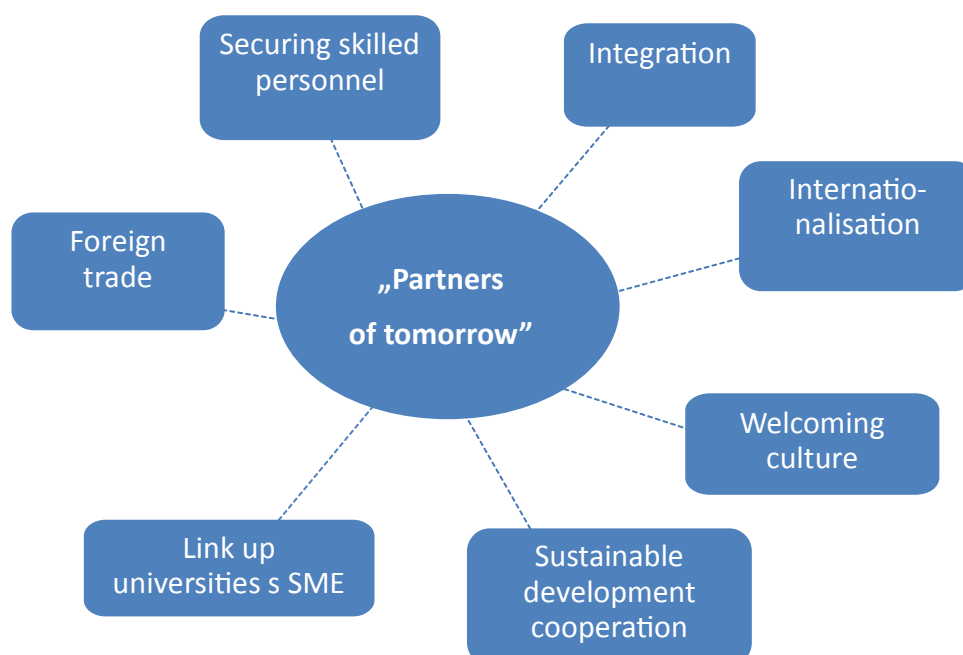 Securing skilled
personnel
Integration
Internatio-
nalisation
Foreign
trade
„Partners
of tomorrow”
Welcoming
culture
Link up
universities s SME
Sustainable
development
cooperation